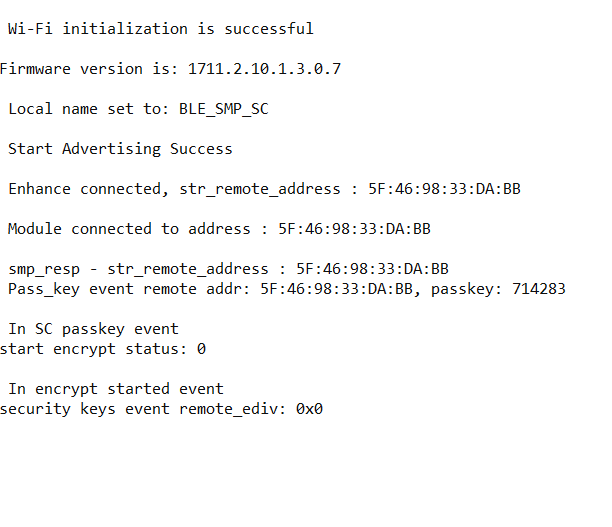 Wi-Fi initialization is successful
Firmware version is: 1711.2.10.1.3.0.7
Local name set to: BLE_SMP_SC
Start Advertising Success
Enhance connected, str_remote_address : 5F:46:98:33:DA:BB
Module connected to address : 5F:46:98:33:DA:BB
smp_resp - str_remote_address : 5F:46:98:33:DA:BB
Pass_key event remote addr: 5F:46:98:33:DA:BB, passkey: 714283
In SC passkey event
start encrypt status: 0
In encrypt started event
security keys event remote_ediv: 0x0